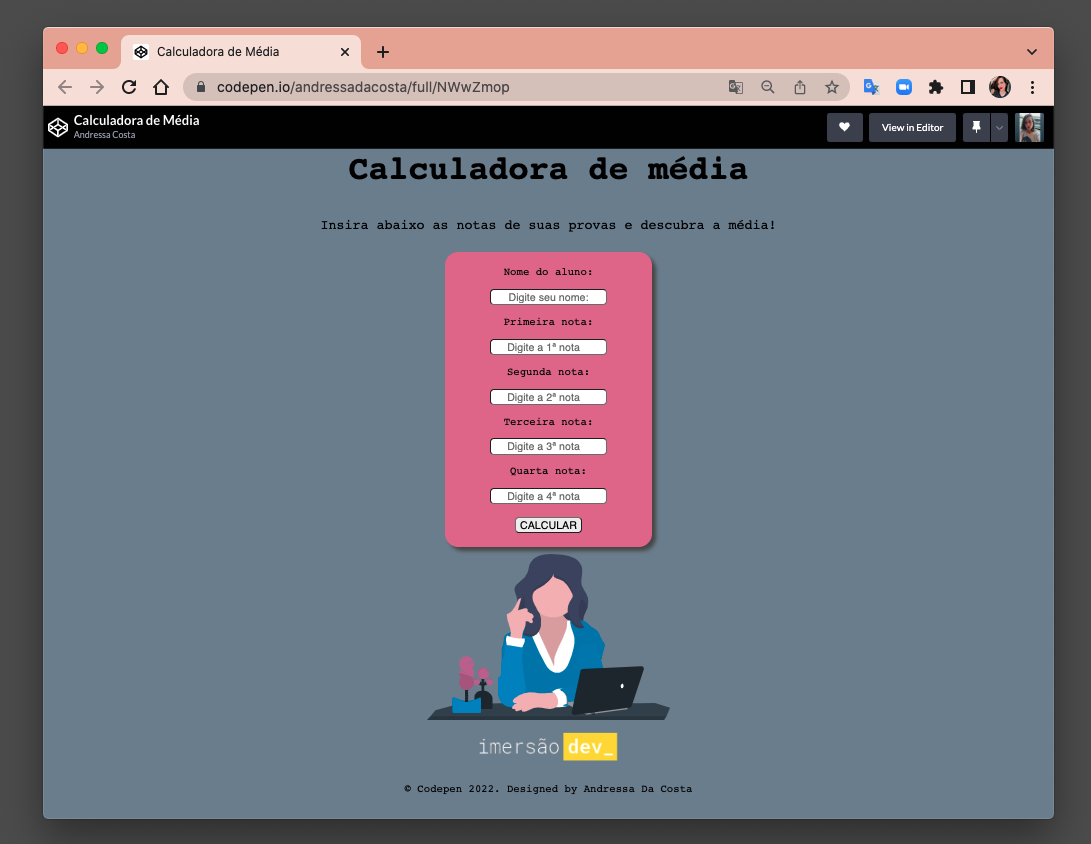 Calculadora de Média
codepen.io/andressadacosta/full/NWwZmop
Calculadora de Média
Andressa Costa
View in Editor
Calculadora de média
Insira abaixo as notas de suas provas e descubra a média!
Nome do aluno:
Digite seu nome:
Primeira nota:
Digite a 1ª nota
Segunda nota:
Digite a 2ª nota
Terceira nota:
Digite a 3ª nota
Quarta nota:
Digite a 4ª nota
CALCULAR
imersão dev_
© Codepen 2022. Designed by Andressa Da Costa